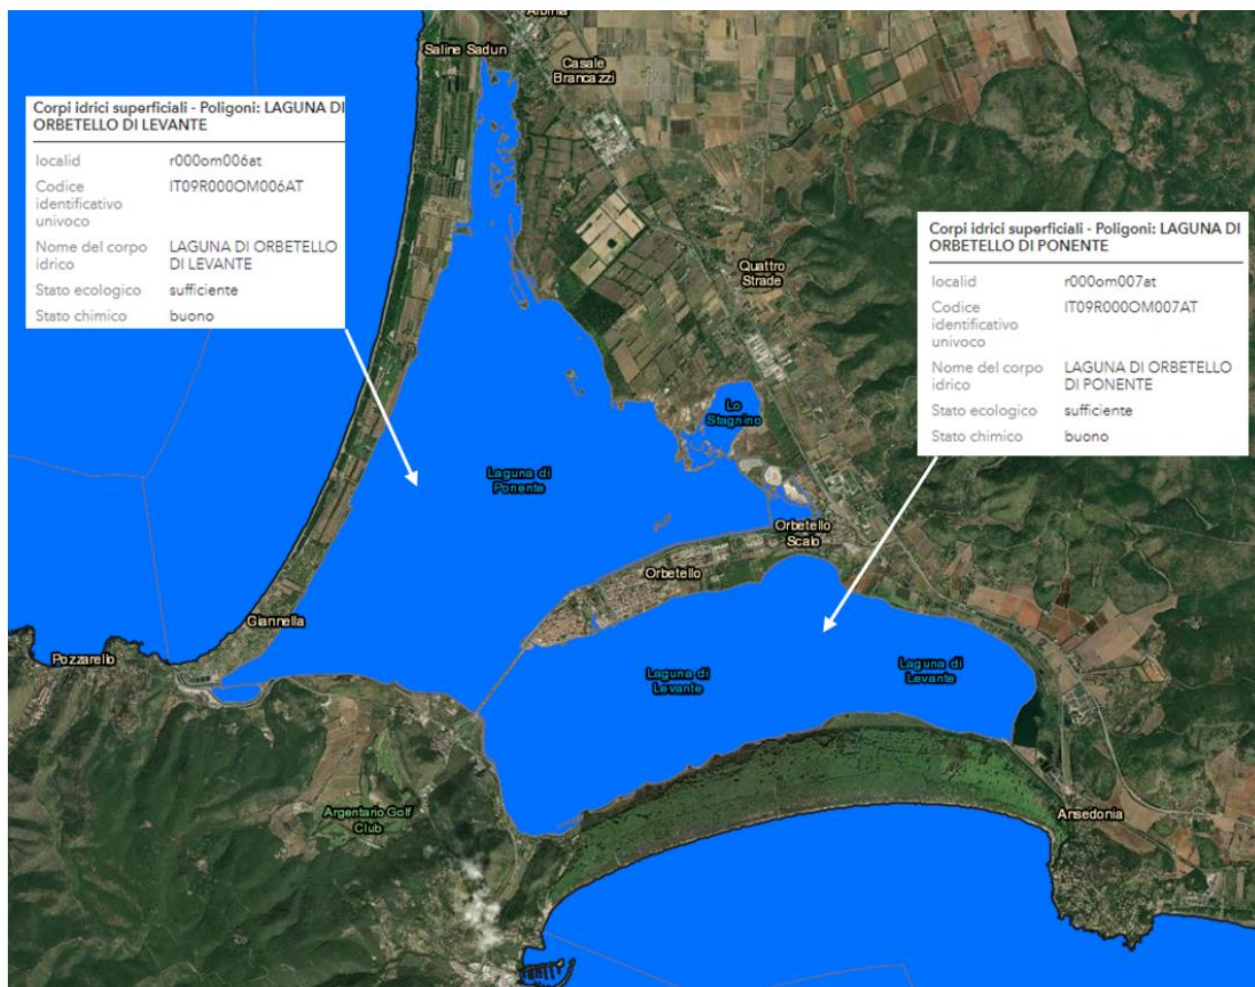 Albinia
Saline Sadun
Casale
Brancazzi
Corpi idrici superficiali - Poligoni: LAGUNA DI
ORBETELLO DI LEVANTE
localid r000om006at
Codice IT09R000OM006AT
identificativo
univoco
Nome del corpo LAGUNA DI ORBETELLO
idrico DI LEVANTE
Stato ecologico sufficiente
Stato chimico buono
Corpi idrici superficiali - Poligoni: LAGUNA DI
ORBETELLO DI PONENTE
localid r000om007at
Codice IT09R000OM007AT
identificativo
univoco
Nome del corpo LAGUNA DI ORBETELLO
idrico DI PONENTE
Stato ecologico sufficiente
Stato chimico buono
Quattro
Strade
Lo
Stagnino
Laguna di
Ponente
Orbetello
Scalo
Orbetello
Giannella
Pozzarello
Laguna di
Levante
Laguna di
Levante
Argentario Golf
Club
Ansedonia